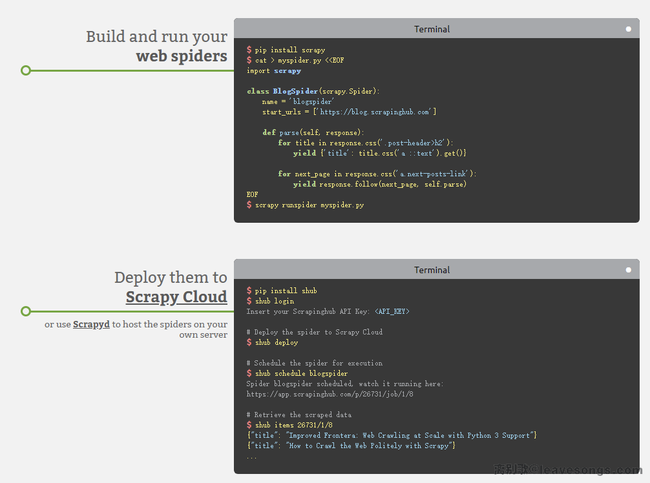 Build and run your
web spiders
Terminal
$ pip install scrapy
$ cat > myspider.py <<EOF
import scrapy
class BlogSpider(scrapy.Spider):
name = 'blogspider'
start_urls = ['https://blog.scrapinghub.com']
def parse(self, response):
for title in response.css('.post-header>h2'):
yield {'title': title.css('a ::text').get()}
for next_page in response.css('a.next-posts-link'):
yield response.follow(next_page, self.parse)
EOF
$ scrapy runspider myspider.py
Deploy them to
Scrapy Cloud
or use Scrapyd to host the spiders on your
own server
Terminal
$ pip install shub
$ shub login
Insert your Scrapinghub API Key: <API_KEY>
# Deploy the spider to Scrapy Cloud
$ shub deploy
# Schedule the spider for execution
$ shub schedule blogspider
Spider blogspider scheduled, watch it running here:
https://app.scrapinghub.com/p/26731/job/1/8
# Retrieve the scraped data
$ shub items 26731/1/8
{"title": "Improved Frontera: Web Crawling at Scale with Python 3 Support"}
{"title": "How to Crawl the Web Politely with Scrapy"}
...
leavesongs.com